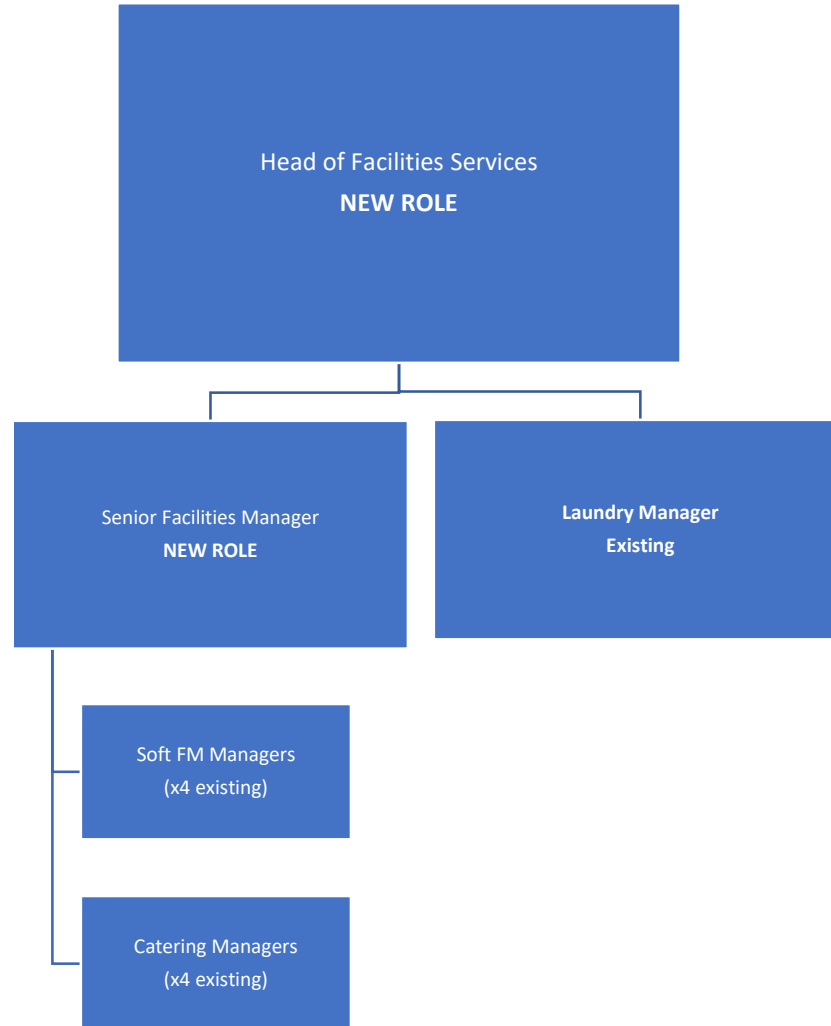 Head of Facilities Services
NEW ROLE
Senior Facilities Manager
NEW ROLE
Laundry Manager
Existing
Soft FM Managers
(x4 existing)
Catering Managers
(x4 existing)